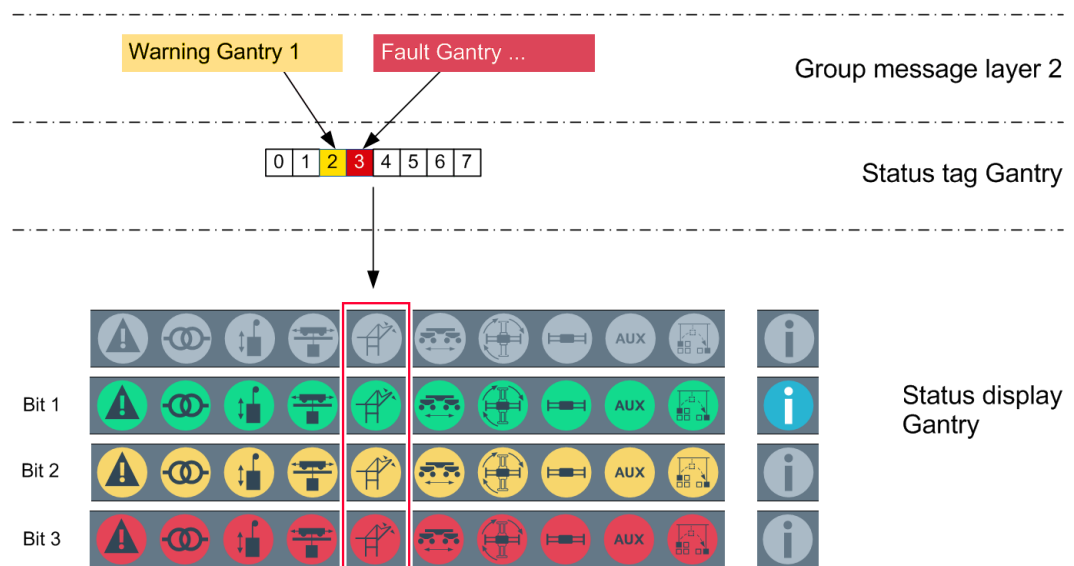 Warning Gantry 1
Fault Gantry ...
Group message layer 2
0 1 2 3 4 5 6 7
Status tag Gantry
AUX
Bit 1
AUX
Status display
Gantry
Bit 2
AUX
Bit 3
AUX